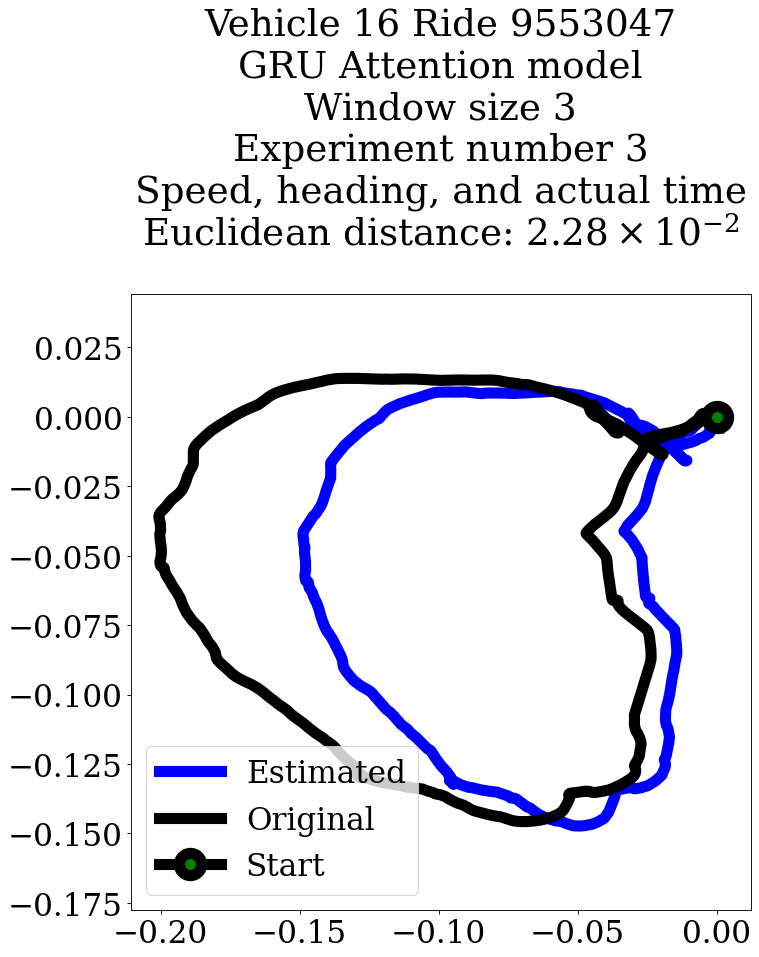 Vehicle 16 Ride 9553047
GRU Attention model
Window size 3
Experiment number 3
Speed, heading, and actual time
Euclidean distance: 2.28 × 10⁻²
0.025
0.000
−0.025
−0.050
−0.075
−0.100
−0.125
−0.150
−0.175
Estimated
Original
Start
−0.20 −0.15 −0.10 −0.05 0.00